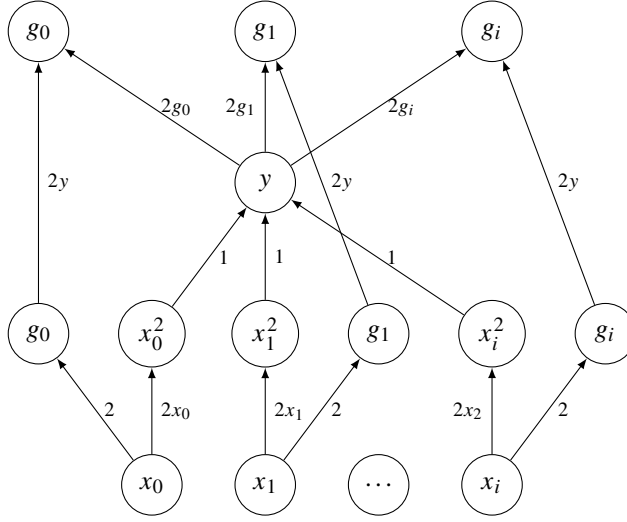 g₀ g₁ gᵢ
2g₀ 2g₁ 2gᵢ
2y y 2y 2y
1 1 1
g₀ x₀² x₁² g₁ xᵢ² gᵢ
2 2x₀ 2x₁ 2 2x₂ 2
x₀ x₁ ⋯ xᵢ